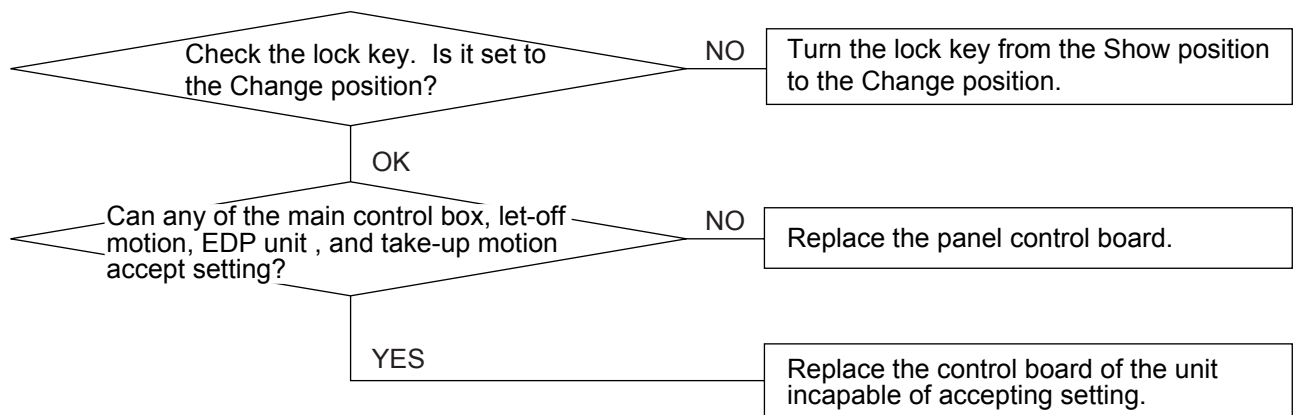 Check the lock key.  Is it set to
the Change position?
NO
Turn the lock key from the Show position
to the Change position.
OK
Can any of the main control box, let-off
motion, EDP unit , and take-up motion
accept setting?
NO
Replace the panel control board.
YES
Replace the control board of the unit
incapable of accepting setting.